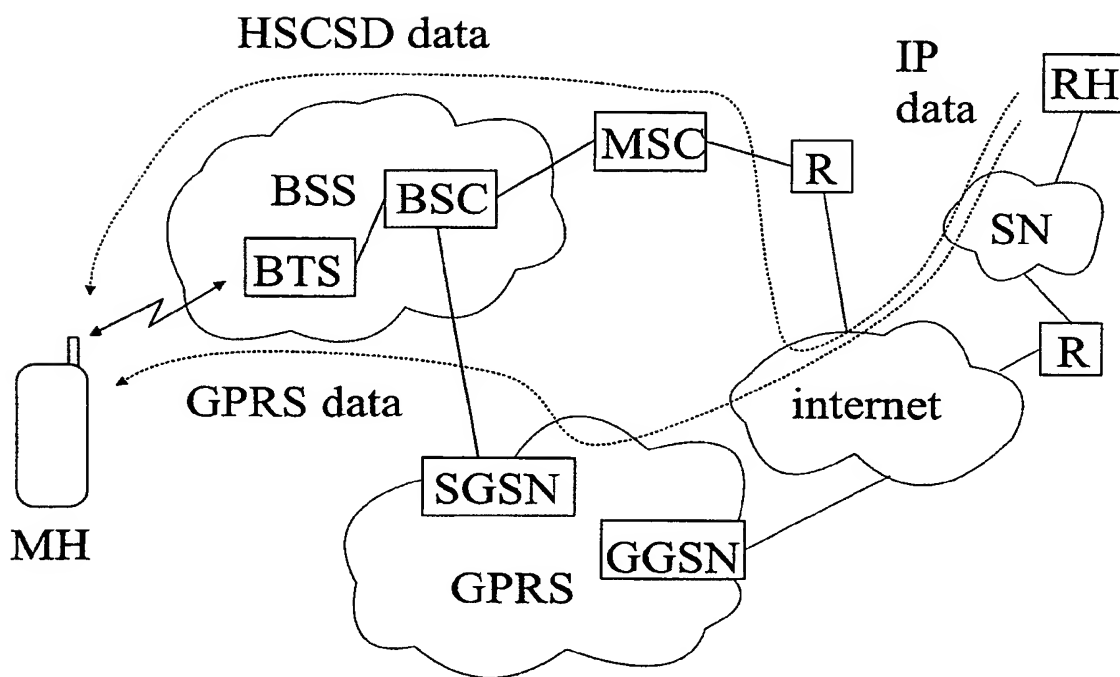 HSCSD data
IP
data
RH
MSC
R
BSS
BSC
SN
BTS
R
GPRS data
internet
SGSN
MH
GGSN
GPRS